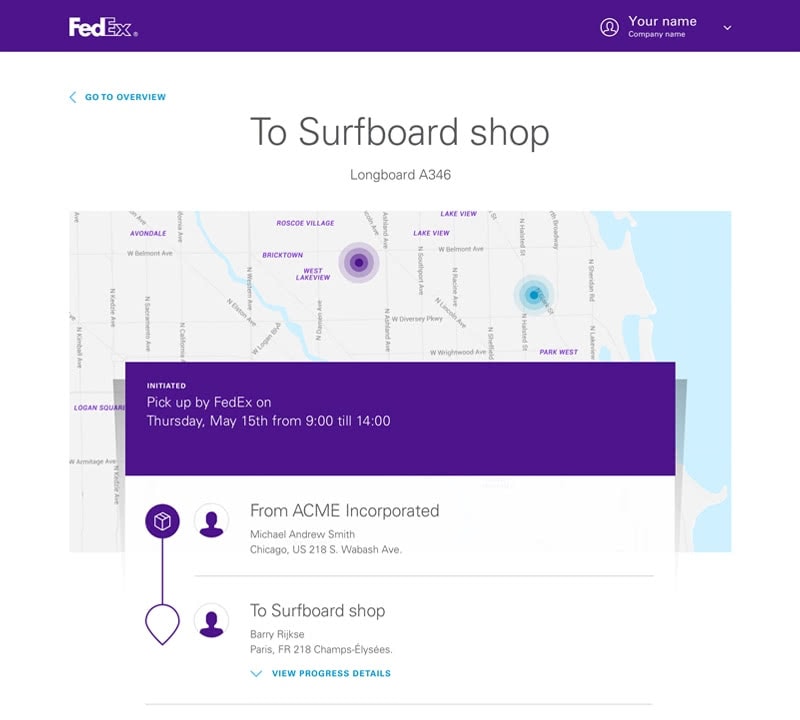 FedEx®
Your name
Company name
GO TO OVERVIEW
To Surfboard shop
Longboard A346
LAKE VIEW
ROSCOE VILLAGE
AVONDALE
LAKE VIEW
W Belmont Ave
W Belmont Ave
BRICKTOWN
WEST
LAKEVIEW
Ashland Ave
N Halsted St
N Southport Ave
N Racine Ave
N Sheridan Rd
N Western Ave
N Kedzie Ave
N Sacramento Ave
N Elston Ave
N Damen Ave
N Ashland Ave
N Lincoln Ave
W Diversey Pkwy
N Halsted St
N Kimball Ave
N California A
W Logan Blvd
N Sheffield
N Lakeview
W Wrightwood Ave
PARK WEST
LOGAN SQUARE
W Armitage Ave
N Kedzie Ave
INITIATED
Pick up by FedEx on
Thursday, May 15th from 9:00 till 14:00
From ACME Incorporated
Michael Andrew Smith
Chicago, US 218 S. Wabash Ave.
To Surfboard shop
Barry Rijkse
Paris, FR 218 Champs-Élysées.
VIEW PROGRESS DETAILS